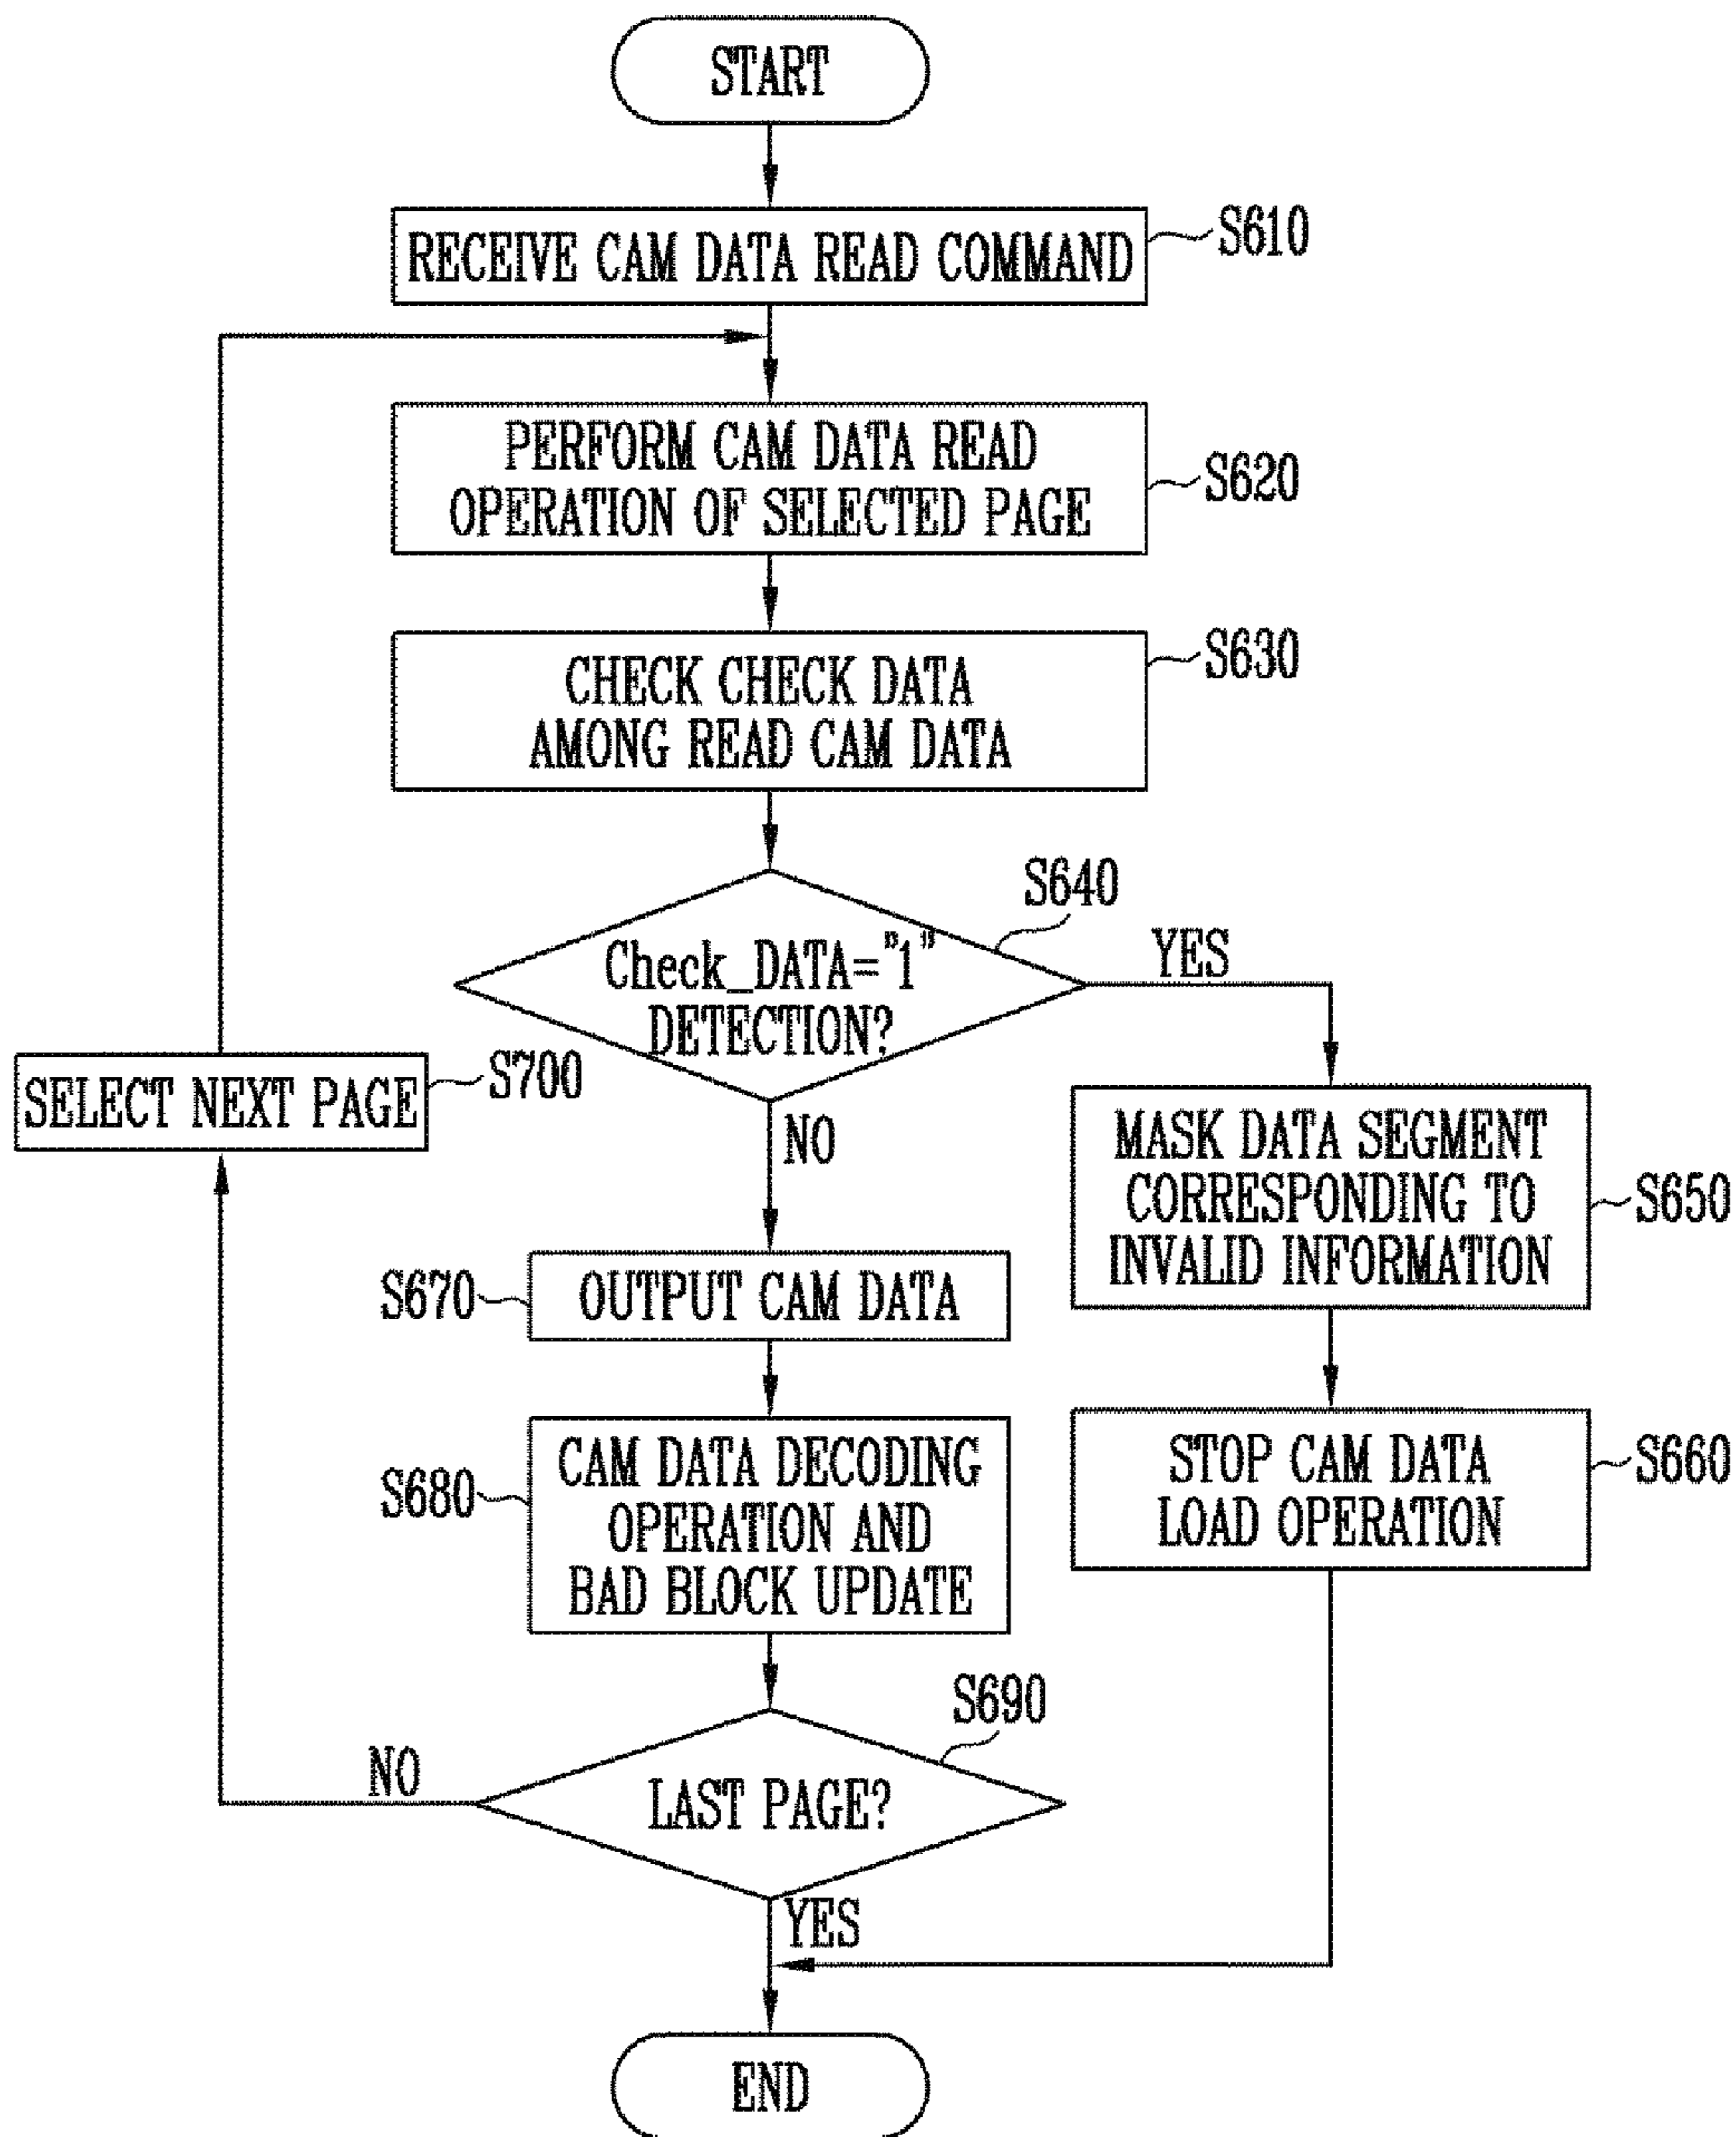 START
RECEIVE CAM DATA READ COMMAND
S610
PERFORM CAM DATA READ
OPERATION OF SELECTED PAGE
S620
CHECK CHECK DATA
AMONG READ CAM DATA
S630
S640
Check_DATA="1"
DETECTION?
YES
NO
SELECT NEXT PAGE
S700
MASK DATA SEGMENT
CORRESPONDING TO
INVALID INFORMATION
S650
S670
OUTPUT CAM DATA
STOP CAM DATA
LOAD OPERATION
S660
S680
CAM DATA DECODING
OPERATION AND
BAD BLOCK UPDATE
S690
LAST PAGE?
NO
YES
END